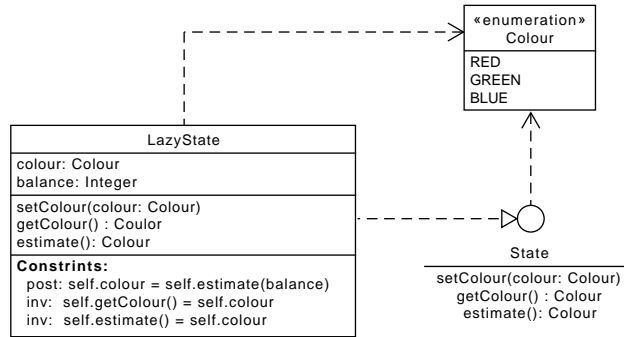 «enumeration»
Colour
RED
GREEN
BLUE
LazyState
colour: Colour
balance: Integer
setColour(colour: Colour)
getColour() : Coulor
estimate(): Colour
Constrints:
post: self.colour = self.estimate(balance)
inv: self.getColour() = self.colour
inv: self.estimate() = self.colour
State
setColour(colour: Colour)
getColour() : Colour
estimate(): Colour